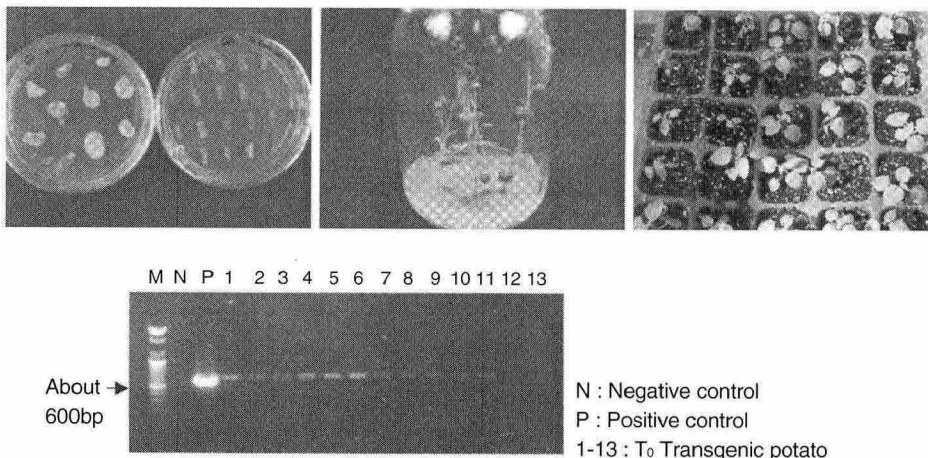 M N P 1 2 3 4 5 6 7 8 9 10 11 12 13
About
600bp
N : Negative control
P : Positive control
1-13 : T₀ Transgenic potato